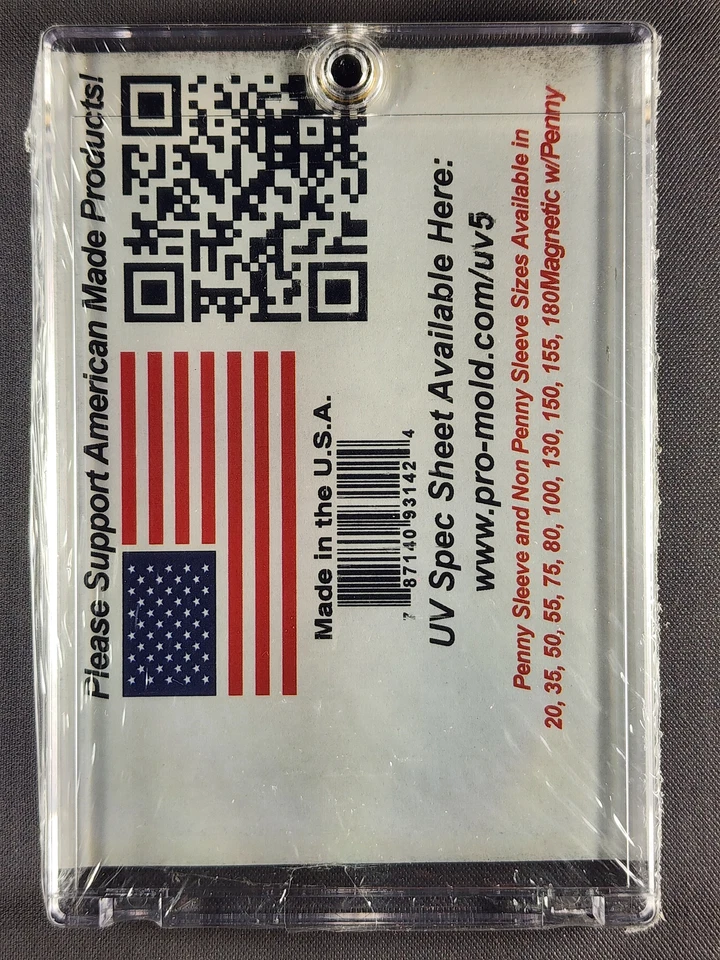 Please Support American Made Products!
Made in the U.S.A.
7 87140 93142 4
UV Spec Sheet Available Here:
www.pro-mold.com/uv5
Penny Sleeve and Non Penny Sleeve Sizes Available in
20, 35, 50, 55, 75, 80, 100, 130, 150, 155, 180Magnetic w/Penny